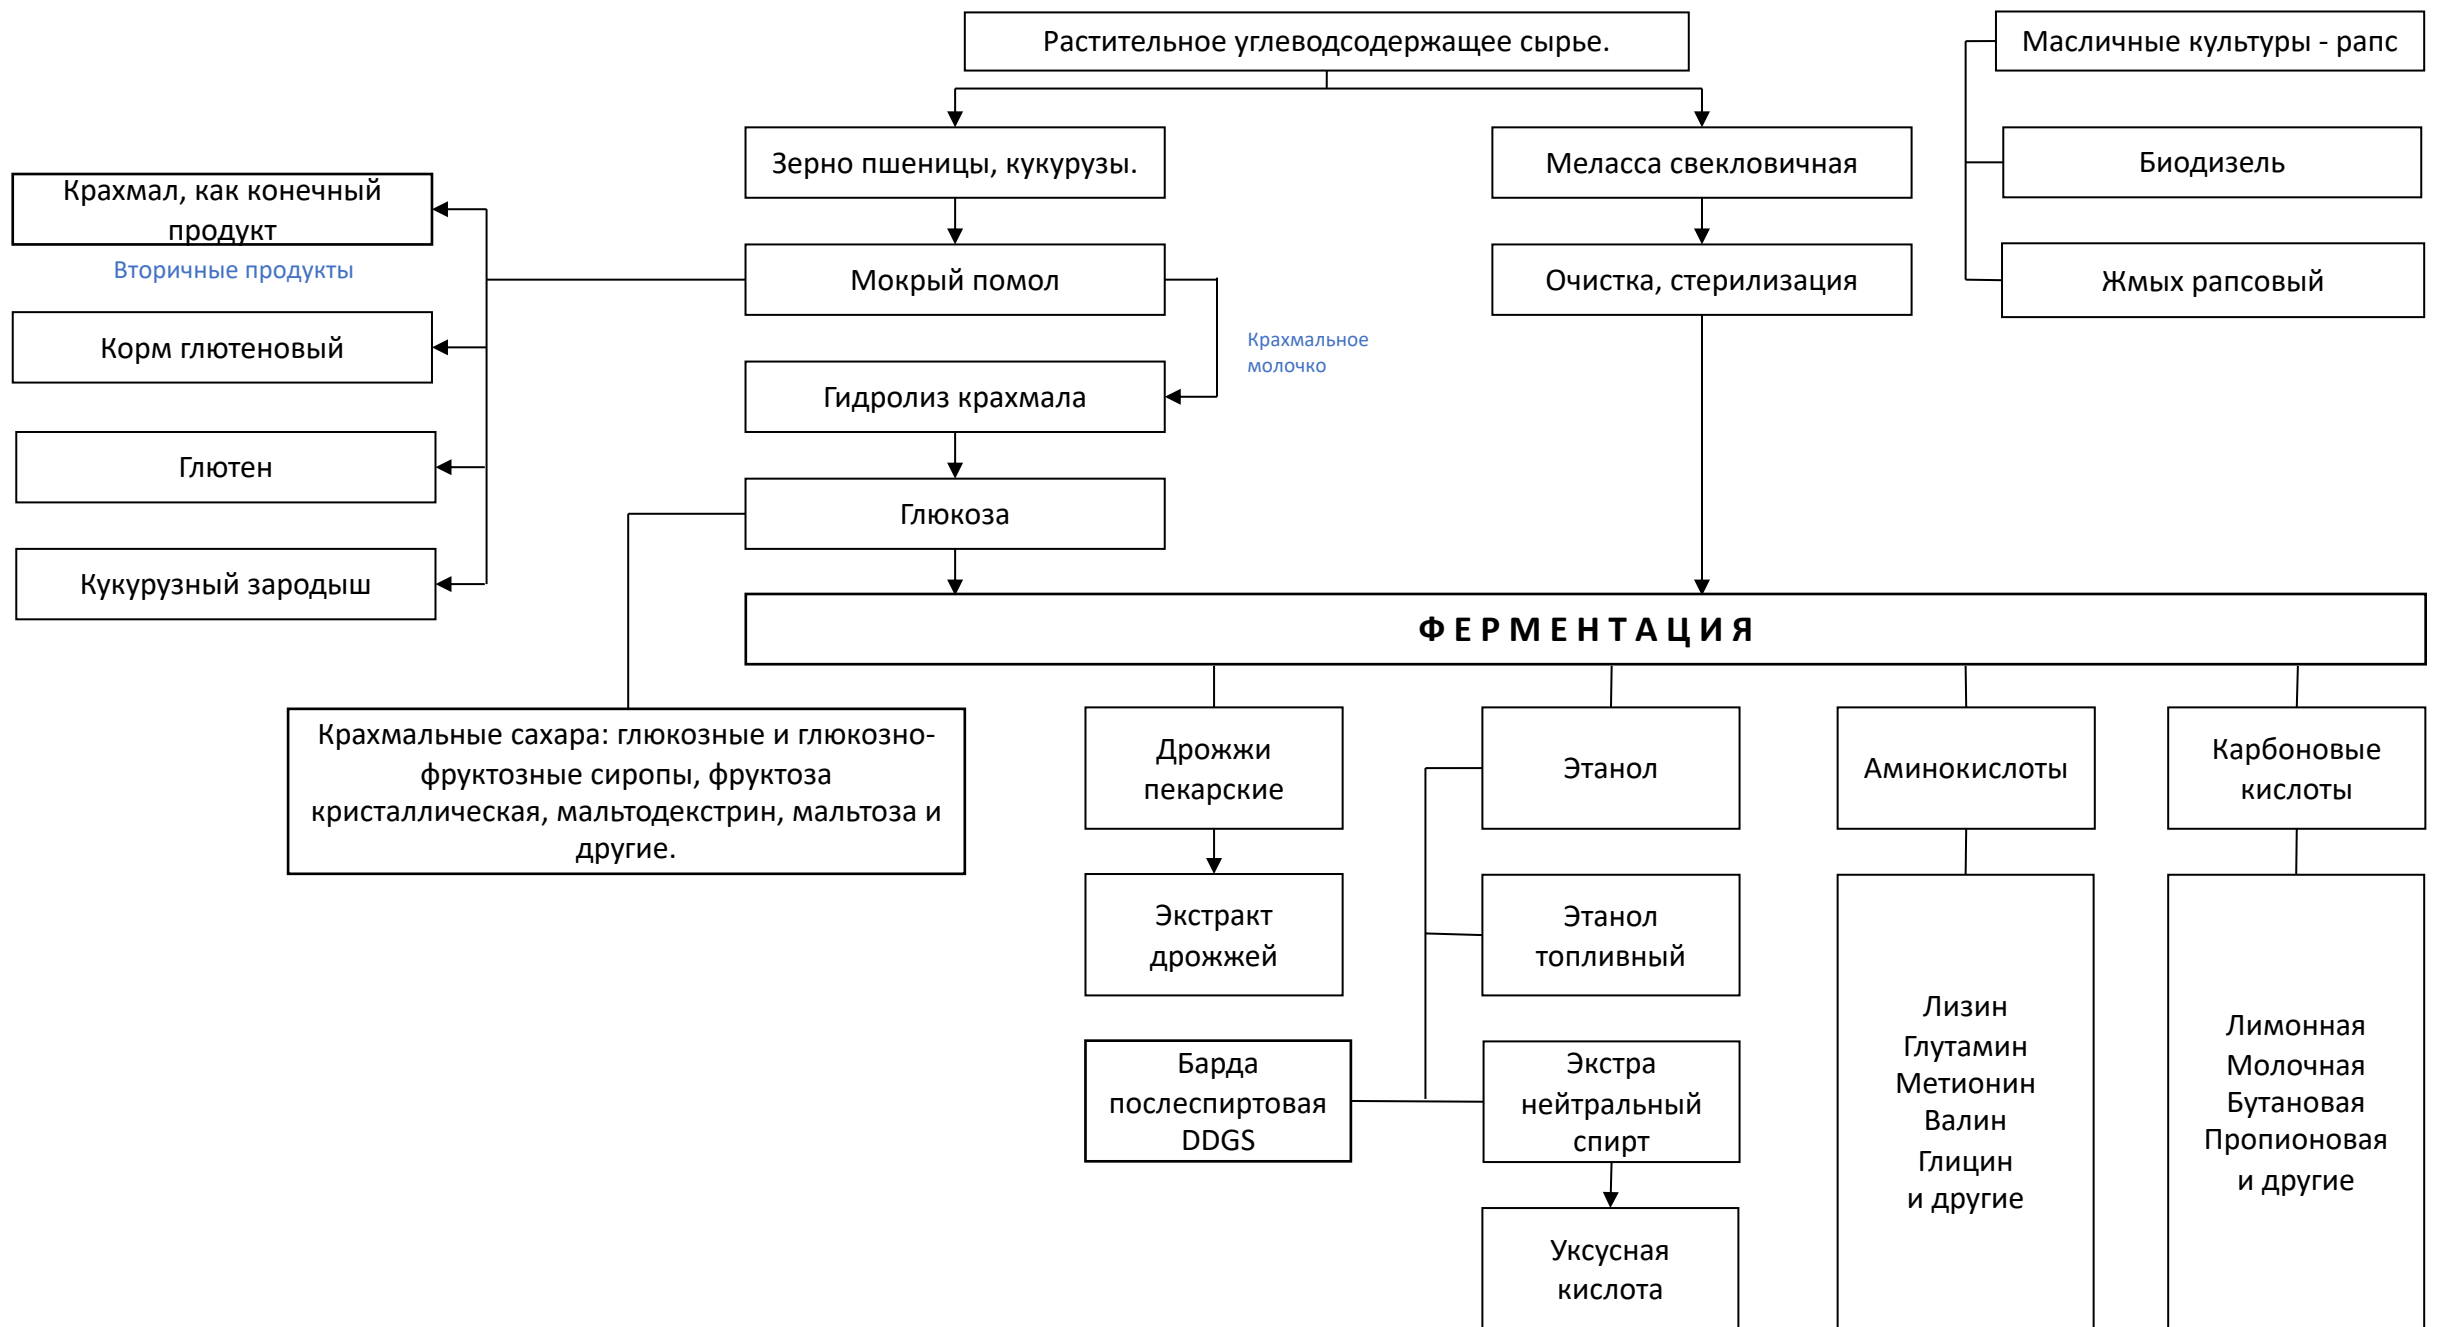 Растительное углеводсодержащее сырье.
Масличные культуры - рапс
Зерно пшеницы, кукурузы.
Меласса свекловичная
Биодизель
Крахмал, как конечный
продукт
Вторичные продукты
Мокрый помол
Очистка, стерилизация
Жмых рапсовый
Корм глютеновый
Крахмальное
молочко
Гидролиз крахмала
Глютен
Глюкоза
Кукурузный зародыш
ФЕРМЕНТАЦИЯ
Крахмальные сахара: глюкозные и глюкозно-
фруктозные сиропы, фруктоза
кристаллическая, мальтодекстрин, мальтоза и
другие.
Дрожжи
пекарские
Этанол
Аминокислоты
Карбоновые
кислоты
Экстракт
дрожжей
Этанол
топливный
Барда
послеспиртовая
DDGS
Экстра
нейтральный
спирт
Лизин
Глутамин
Метионин
Валин
Глицин
и другие
Лимонная
Молочная
Бутановая
Пропионовая
и другие
Уксусная
кислота